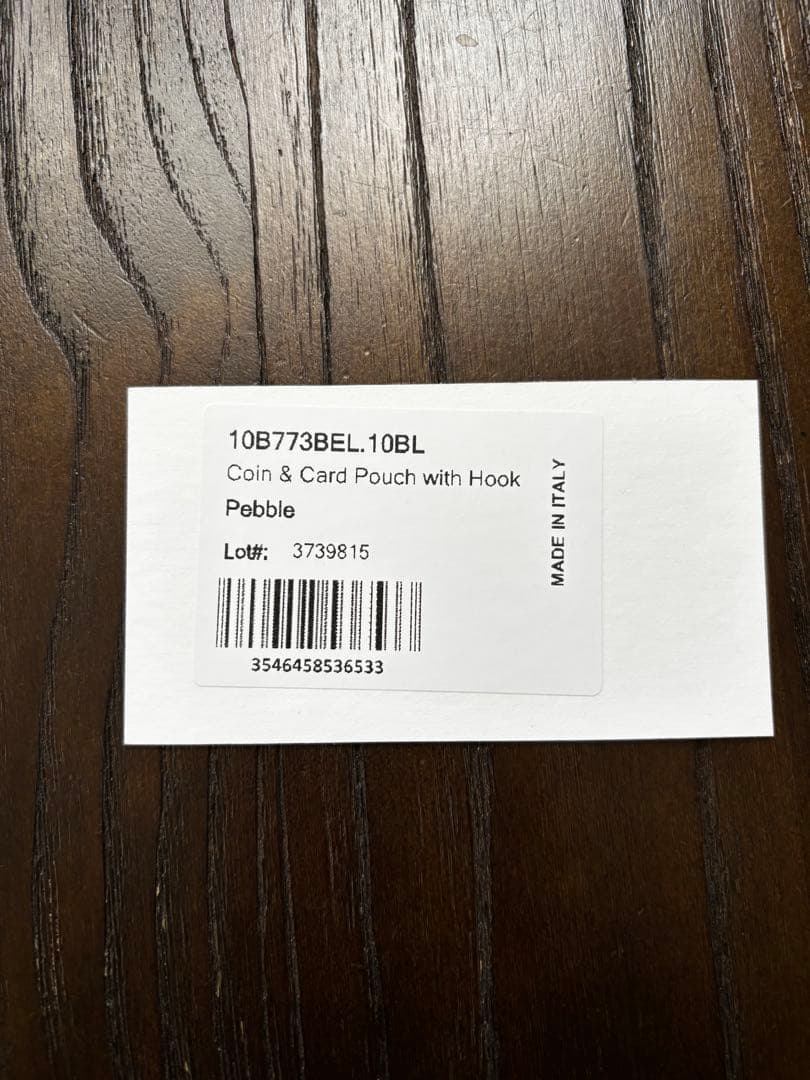 10B773BEL.10BL
Coin & Card Pouch with Hook
Pebble
Lot#: 3739815
3546458536533
MADE IN ITALY